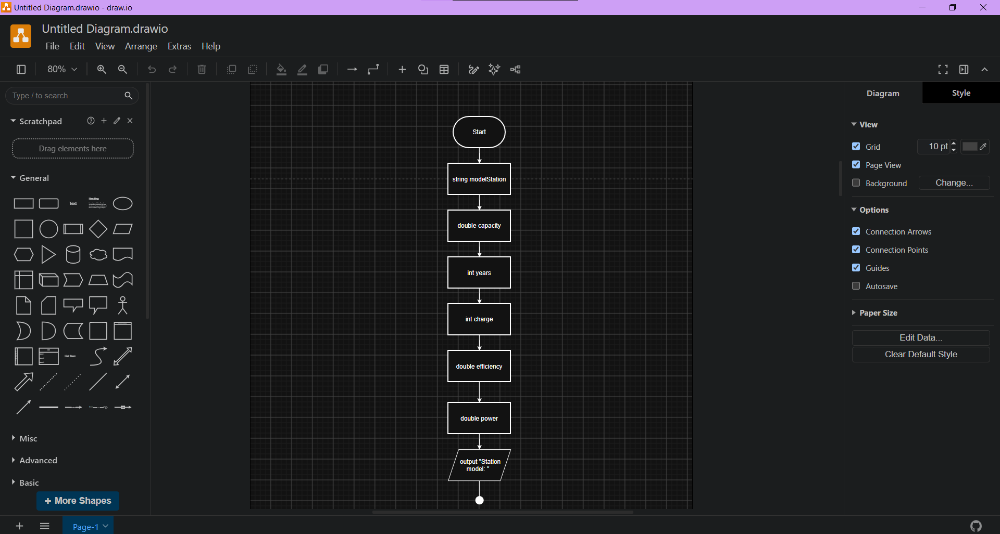 Untitled Diagram.drawio - draw.io
Untitled Diagram.drawio
File Edit View Arrange Extras Help
80%
Type / to search
Scratchpad
Drag elements here
General
Text
Heading
List Item
Misc
Advanced
Basic
+ More Shapes
Page-1
Start
string modelStation
double capacity
int years
int charge
double efficiency
double power
output "Station
model: "
Diagram Style
View
Grid 10 pt
Page View
Background Change...
Options
Connection Arrows
Connection Points
Guides
Autosave
Paper Size
Edit Data...
Clear Default Style